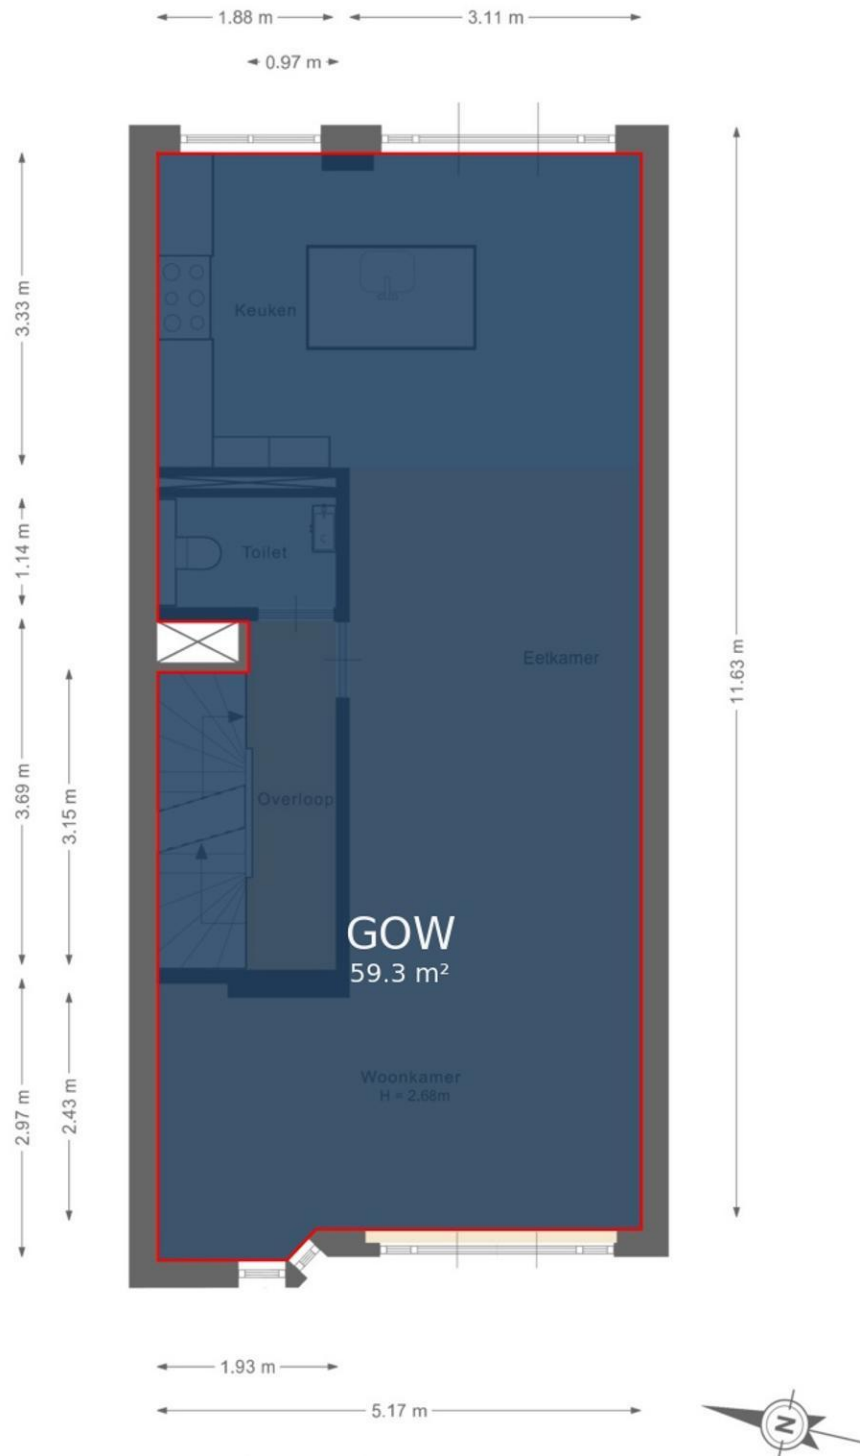 1.88 m
3.11 m
0.97 m
3.33 m
Keuken
1.14 m
Toilet
Eetkamer
11.63 m
3.69 m
3.15 m
Overloop
GOW
59.3 m²
2.97 m
2.43 m
Woonkamer
H = 2.66m
1.93 m
5.17 m
N